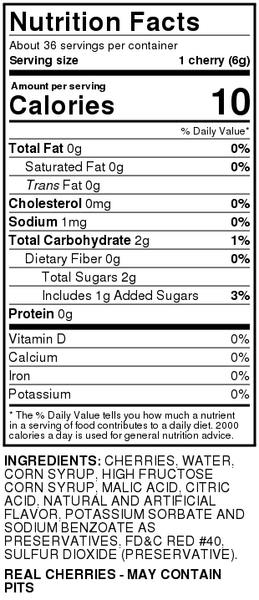 Nutrition Facts
About 36 servings per container
Serving size 1 cherry (6g)
Amount per serving
Calories 10
% Daily Value*
Total Fat 0g 0%
Saturated Fat 0g 0%
Trans Fat 0g
Cholesterol 0mg 0%
Sodium 1mg 0%
Total Carbohydrate 2g 1%
Dietary Fiber 0g 0%
Total Sugars 2g
Includes 1g Added Sugars 3%
Protein 0g
Vitamin D 0%
Calcium 0%
Iron 0%
Potassium 0%
* The % Daily Value tells you how much a nutrient
in a serving of food contributes to a daily diet. 2000
calories a day is used for general nutrition advice.
INGREDIENTS: CHERRIES, WATER,
CORN SYRUP, HIGH FRUCTOSE
CORN SYRUP, MALIC ACID, CITRIC
ACID, NATURAL AND ARTIFICIAL
FLAVOR, POTASSIUM SORBATE AND
SODIUM BENZOATE AS
PRESERVATIVES, FD&C RED #40,
SULFUR DIOXIDE (PRESERVATIVE).
REAL CHERRIES - MAY CONTAIN
PITS